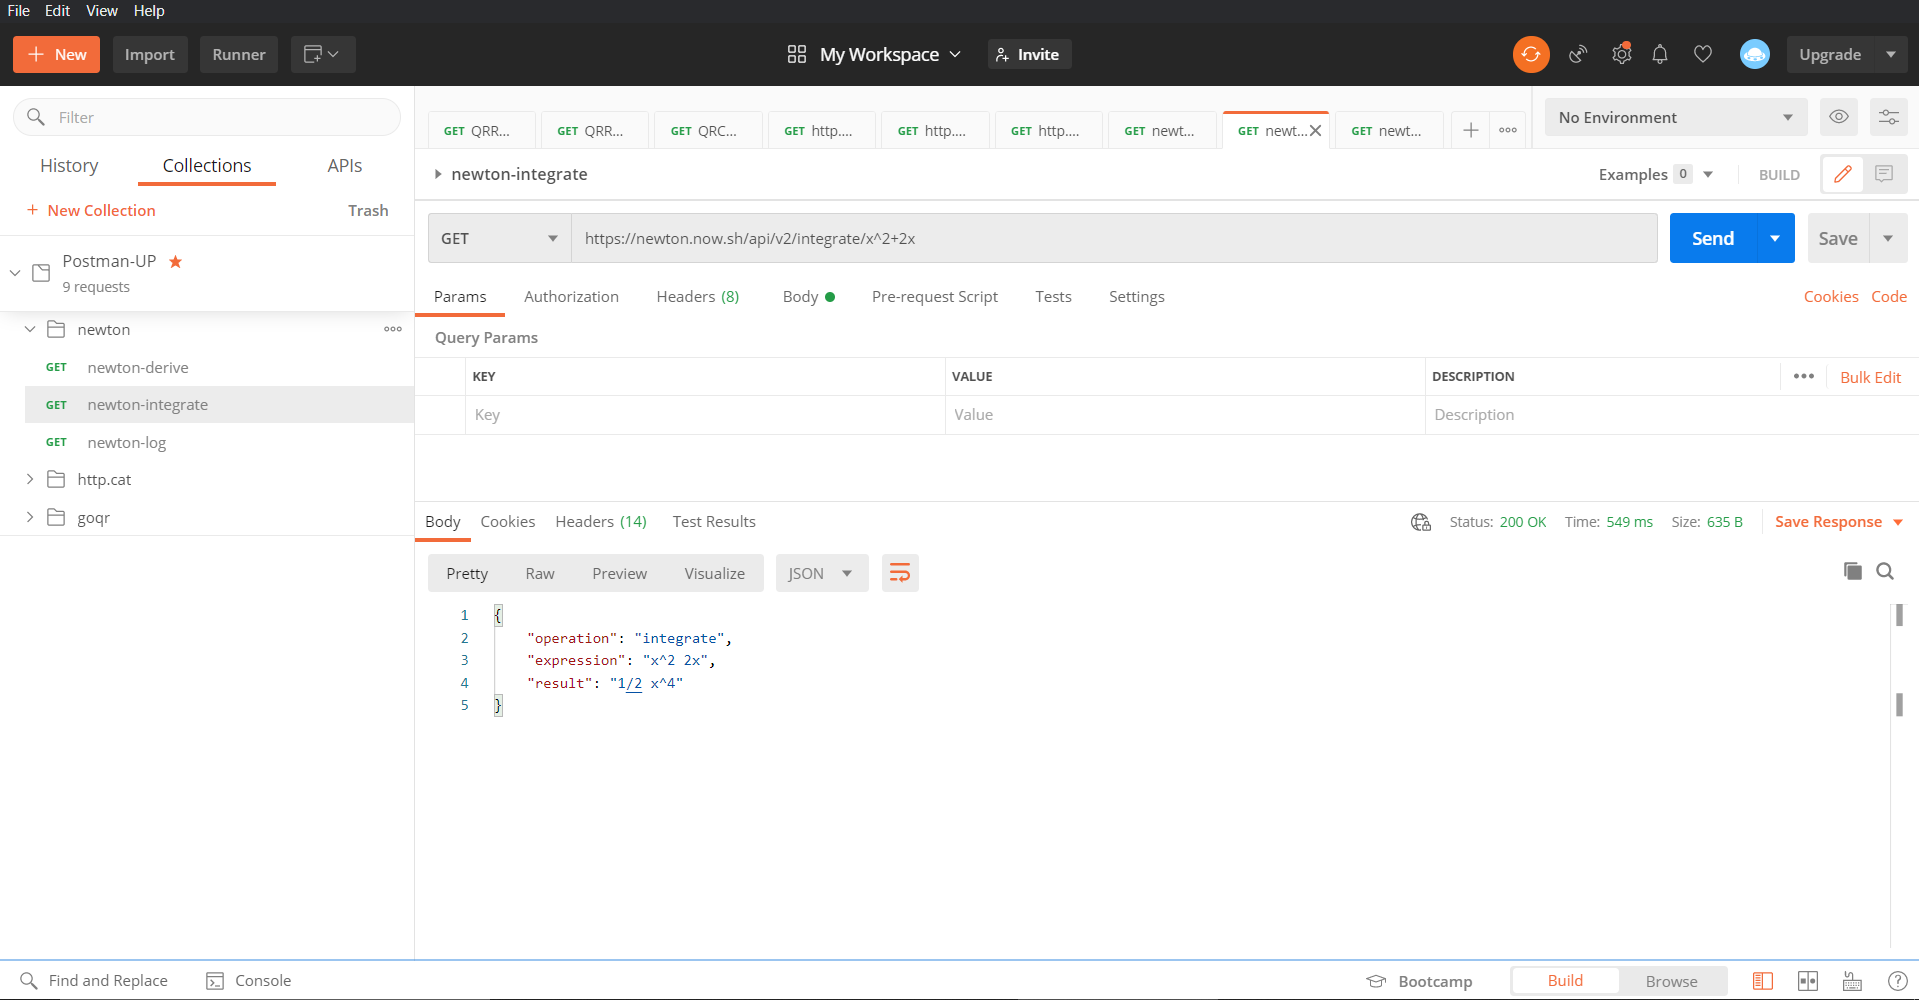 File Edit View Help
New Import Runner My Workspace Invite Upgrade
Filter
History Collections APIs
New Collection Trash
Postman-UP
9 requests
newton
GET newton-derive
GET newton-integrate
GET newton-log
http.cat
goqr
GET QRR... GET QRR... GET QRC... GET http.... GET http.... GET http.... GET newt... GET newt... GET newt...
No Environment
newton-integrate
Examples 0 BUILD
GET https://newton.now.sh/api/v2/integrate/x^2+2x Send Save
Params Authorization Headers (8) Body Pre-request Script Tests Settings Cookies Code
Query Params
KEY VALUE DESCRIPTION Bulk Edit
Key Value Description
Body Cookies Headers (14) Test Results Status: 200 OK Time: 549 ms Size: 635 B Save Response
Pretty Raw Preview Visualize JSON
1 {
2 "operation": "integrate",
3 "expression": "x^2 2x",
4 "result": "1/2 x^4"
5 }
Find and Replace Console Bootcamp Build Browse